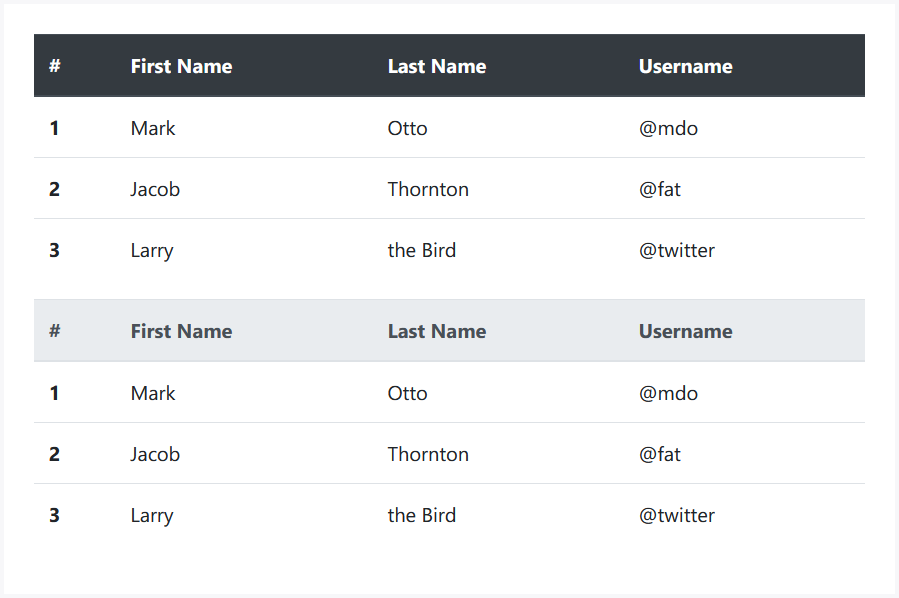 # First Name Last Name Username
1 Mark Otto @mdo
2 Jacob Thornton @fat
3 Larry the Bird @twitter
# First Name Last Name Username
1 Mark Otto @mdo
2 Jacob Thornton @fat
3 Larry the Bird @twitter